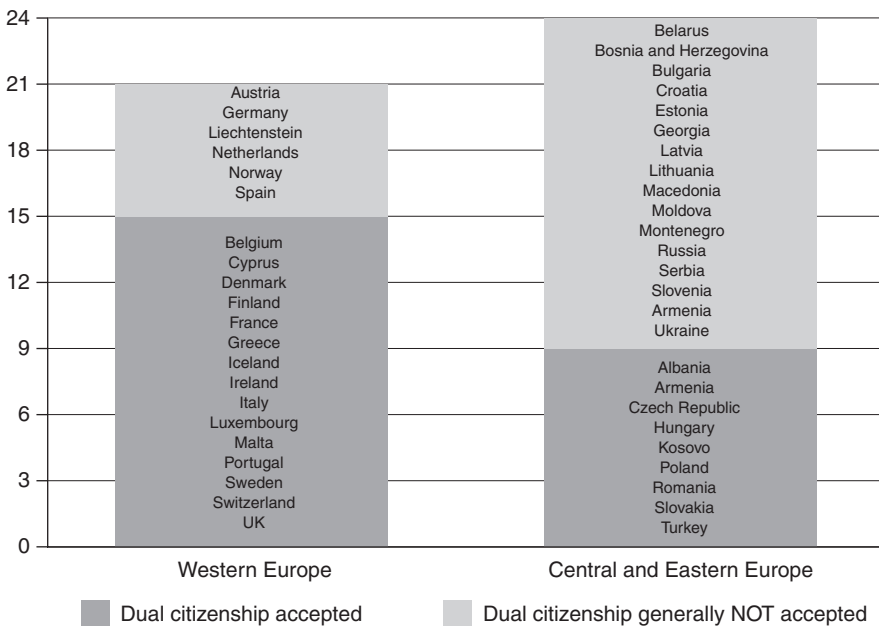 24
21
18
15
12
9
6
3
0
Austria
Germany
Liechtenstein
Netherlands
Norway
Spain
Belgium
Cyprus
Denmark
Finland
France
Greece
Iceland
Ireland
Italy
Luxembourg
Malta
Portugal
Sweden
Switzerland
UK
Belarus
Bosnia and Herzegovina
Bulgaria
Croatia
Estonia
Georgia
Latvia
Lithuania
Macedonia
Moldova
Montenegro
Russia
Serbia
Slovenia
Armenia
Ukraine
Albania
Armenia
Czech Republic
Hungary
Kosovo
Poland
Romania
Slovakia
Turkey
Western Europe
Central and Eastern Europe
Dual citizenship accepted
Dual citizenship generally NOT accepted